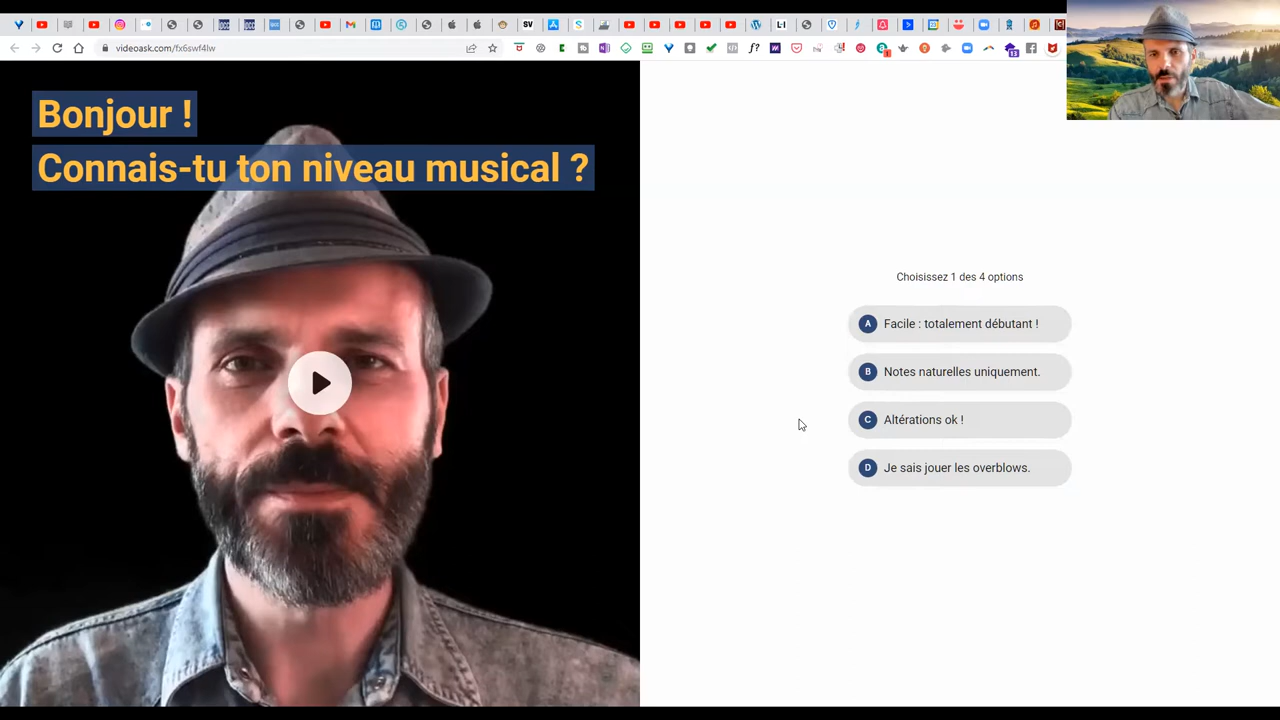 videoask.com/fx6swf4lw
Bonjour !
Connais-tu ton niveau musical ?
Choisissez 1 des 4 options
A Facile : totalement débutant !
B Notes naturelles uniquement.
C Altérations ok !
D Je sais jouer les overblows.